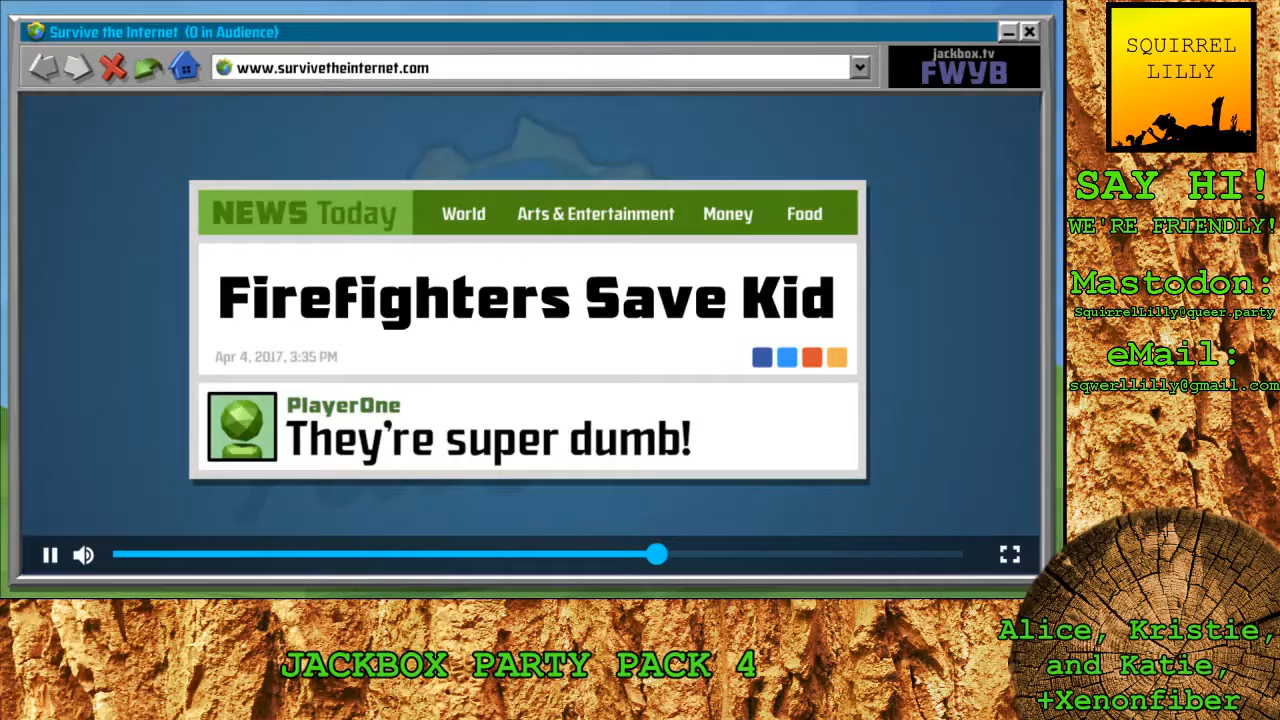 Survive the Internet (0 in Audience)
www.survivetheinternet.com
jackbox.tv
FWYB
NEWS Today World Arts & Entertainment Money Food
Firefighters Save Kid
Apr 4, 2017, 3:35 PM
PlayerOne
They're super dumb!
SQUIRREL
LILLY
SAY HI!
WE'RE FRIENDLY!
Mastodon:
SquirrelLilly@queer.party
eMail:
sqwerllilly@gmail.com
JACKBOX PARTY PACK 4
Alice, Kristie,
and Katie,
+Xenonfiber